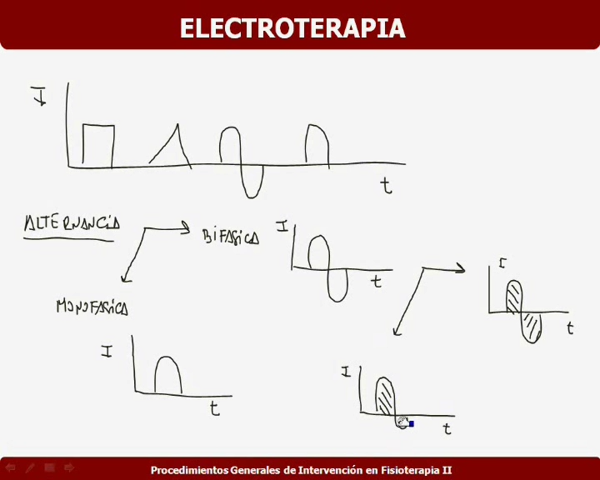 ELECTROTERAPIA
I
t
ALTERNANCIA
BIFASICA
I
t
I
t
MONOFASICA
I
t
I
t
Procedimientos Generales de Intervención en Fisioterapia II